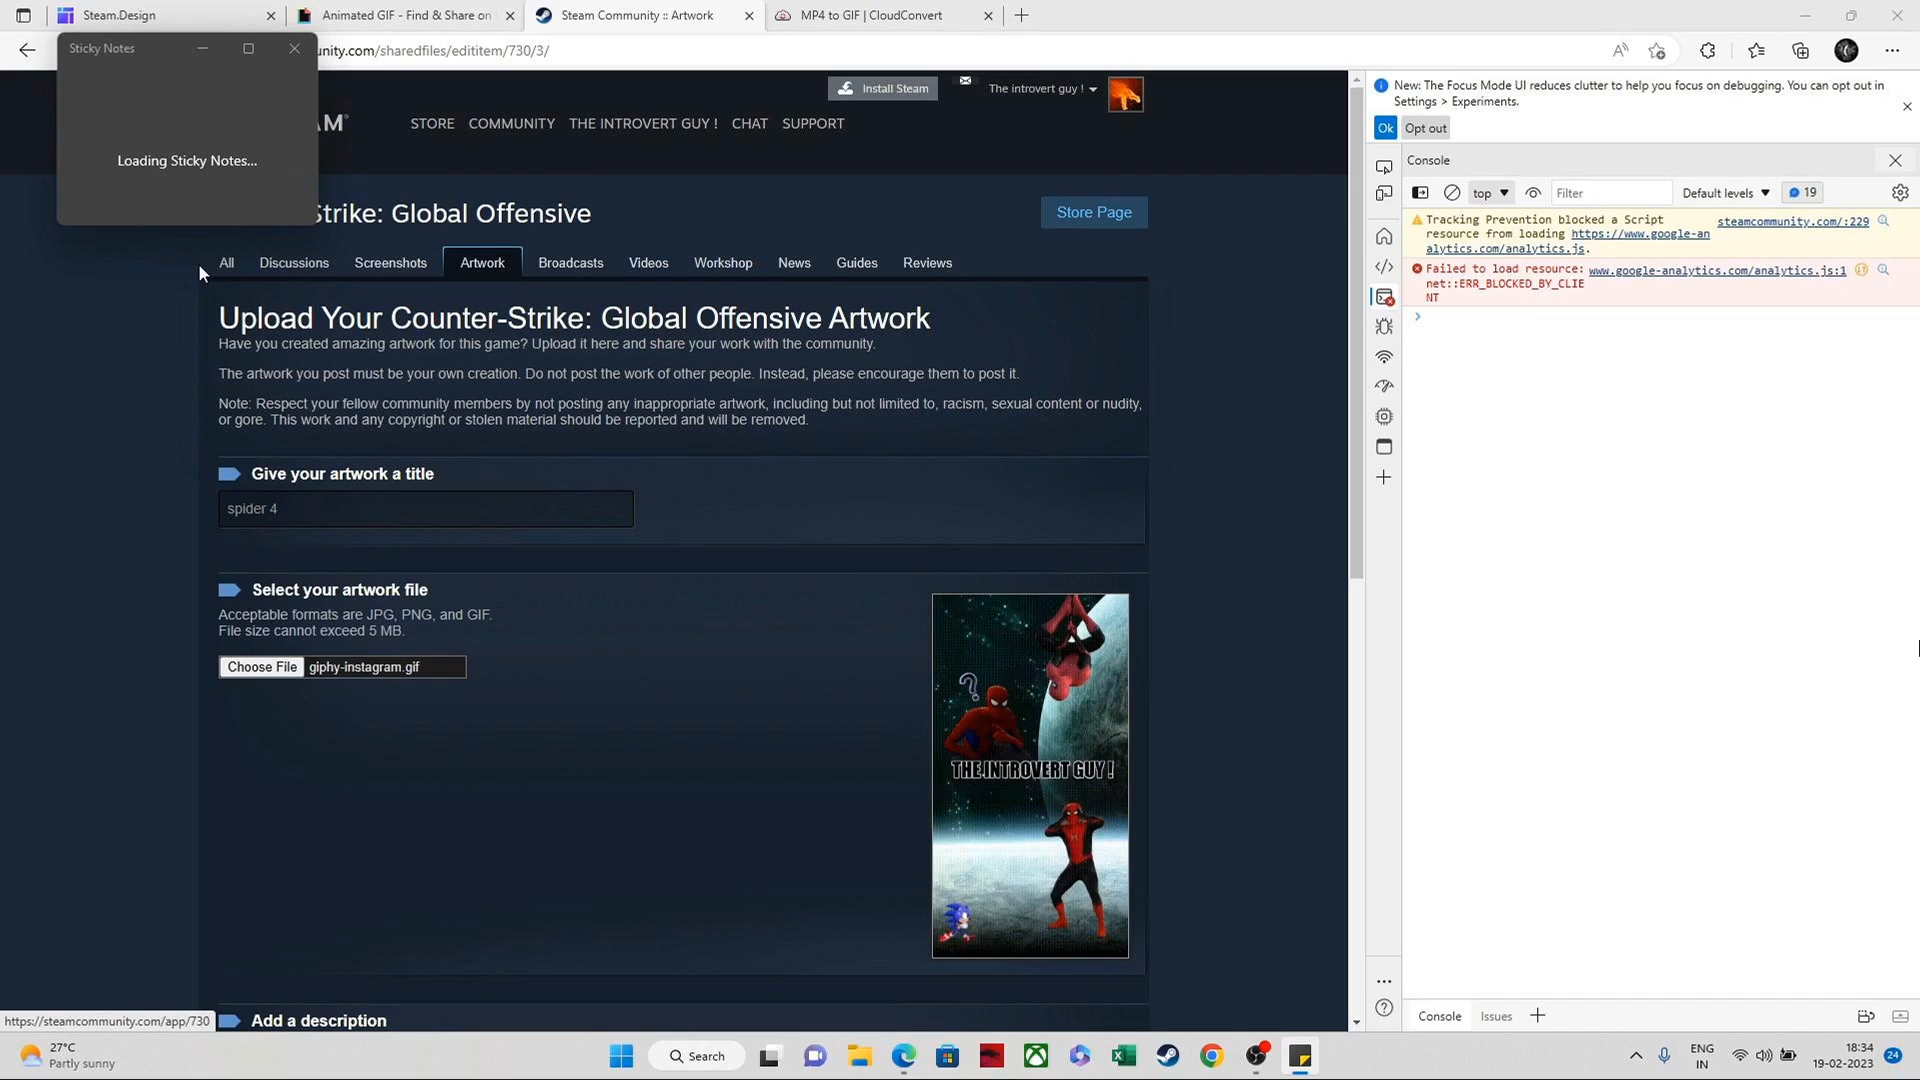 Steam.Design
Animated GIF - Find & Share on
Steam Community :: Artwork
MP4 to GIF | CloudConvert
Sticky Notes
unity.com/sharedfiles/edititem/730/3/
Loading Sticky Notes...
Install Steam
The introvert guy !
AM®
STORE
COMMUNITY
THE INTROVERT GUY !
CHAT
SUPPORT
Strike: Global Offensive
Store Page
All
Discussions
Screenshots
Artwork
Broadcasts
Videos
Workshop
News
Guides
Reviews
Upload Your Counter-Strike: Global Offensive Artwork
Have you created amazing artwork for this game? Upload it here and share your work with the community.
The artwork you post must be your own creation. Do not post the work of other people. Instead, please encourage them to post it.
Note: Respect your fellow community members by not posting any inappropriate artwork, including but not limited to, racism, sexual content or nudity,
or gore. This work and any copyright or stolen material should be reported and will be removed.
Give your artwork a title
spider 4
Select your artwork file
Acceptable formats are JPG, PNG, and GIF.
File size cannot exceed 5 MB.
Choose File
giphy-instagram.gif
?
THE INTROVERT GUY !
Add a description
https://steamcommunity.com/app/730
New: The Focus Mode UI reduces clutter to help you focus on debugging. You can opt out in
Settings > Experiments.
Ok
Opt out
Console
top
Filter
Default levels
19
Tracking Prevention blocked a Script
resource from loading https://www.google-an
alytics.com/analytics.js.
steamcommunity.com/:229
Failed to load resource:
net::ERR_BLOCKED_BY_CLIE
NT
www.google-analytics.com/analytics.js:1
Console
Issues
27°C
Partly sunny
Search
ENG
IN
18:34
19-02-2023
24